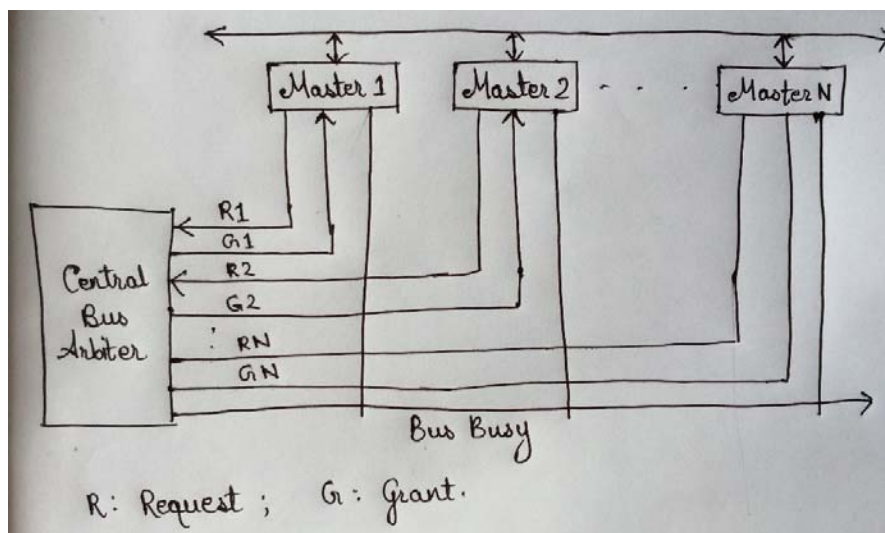 Master 1 Master 2 . . . . Master N
R1
G1
Central Bus Arbiter
R2
G2
:
RN
GN
Bus Busy
R: Request ; G: Grant.